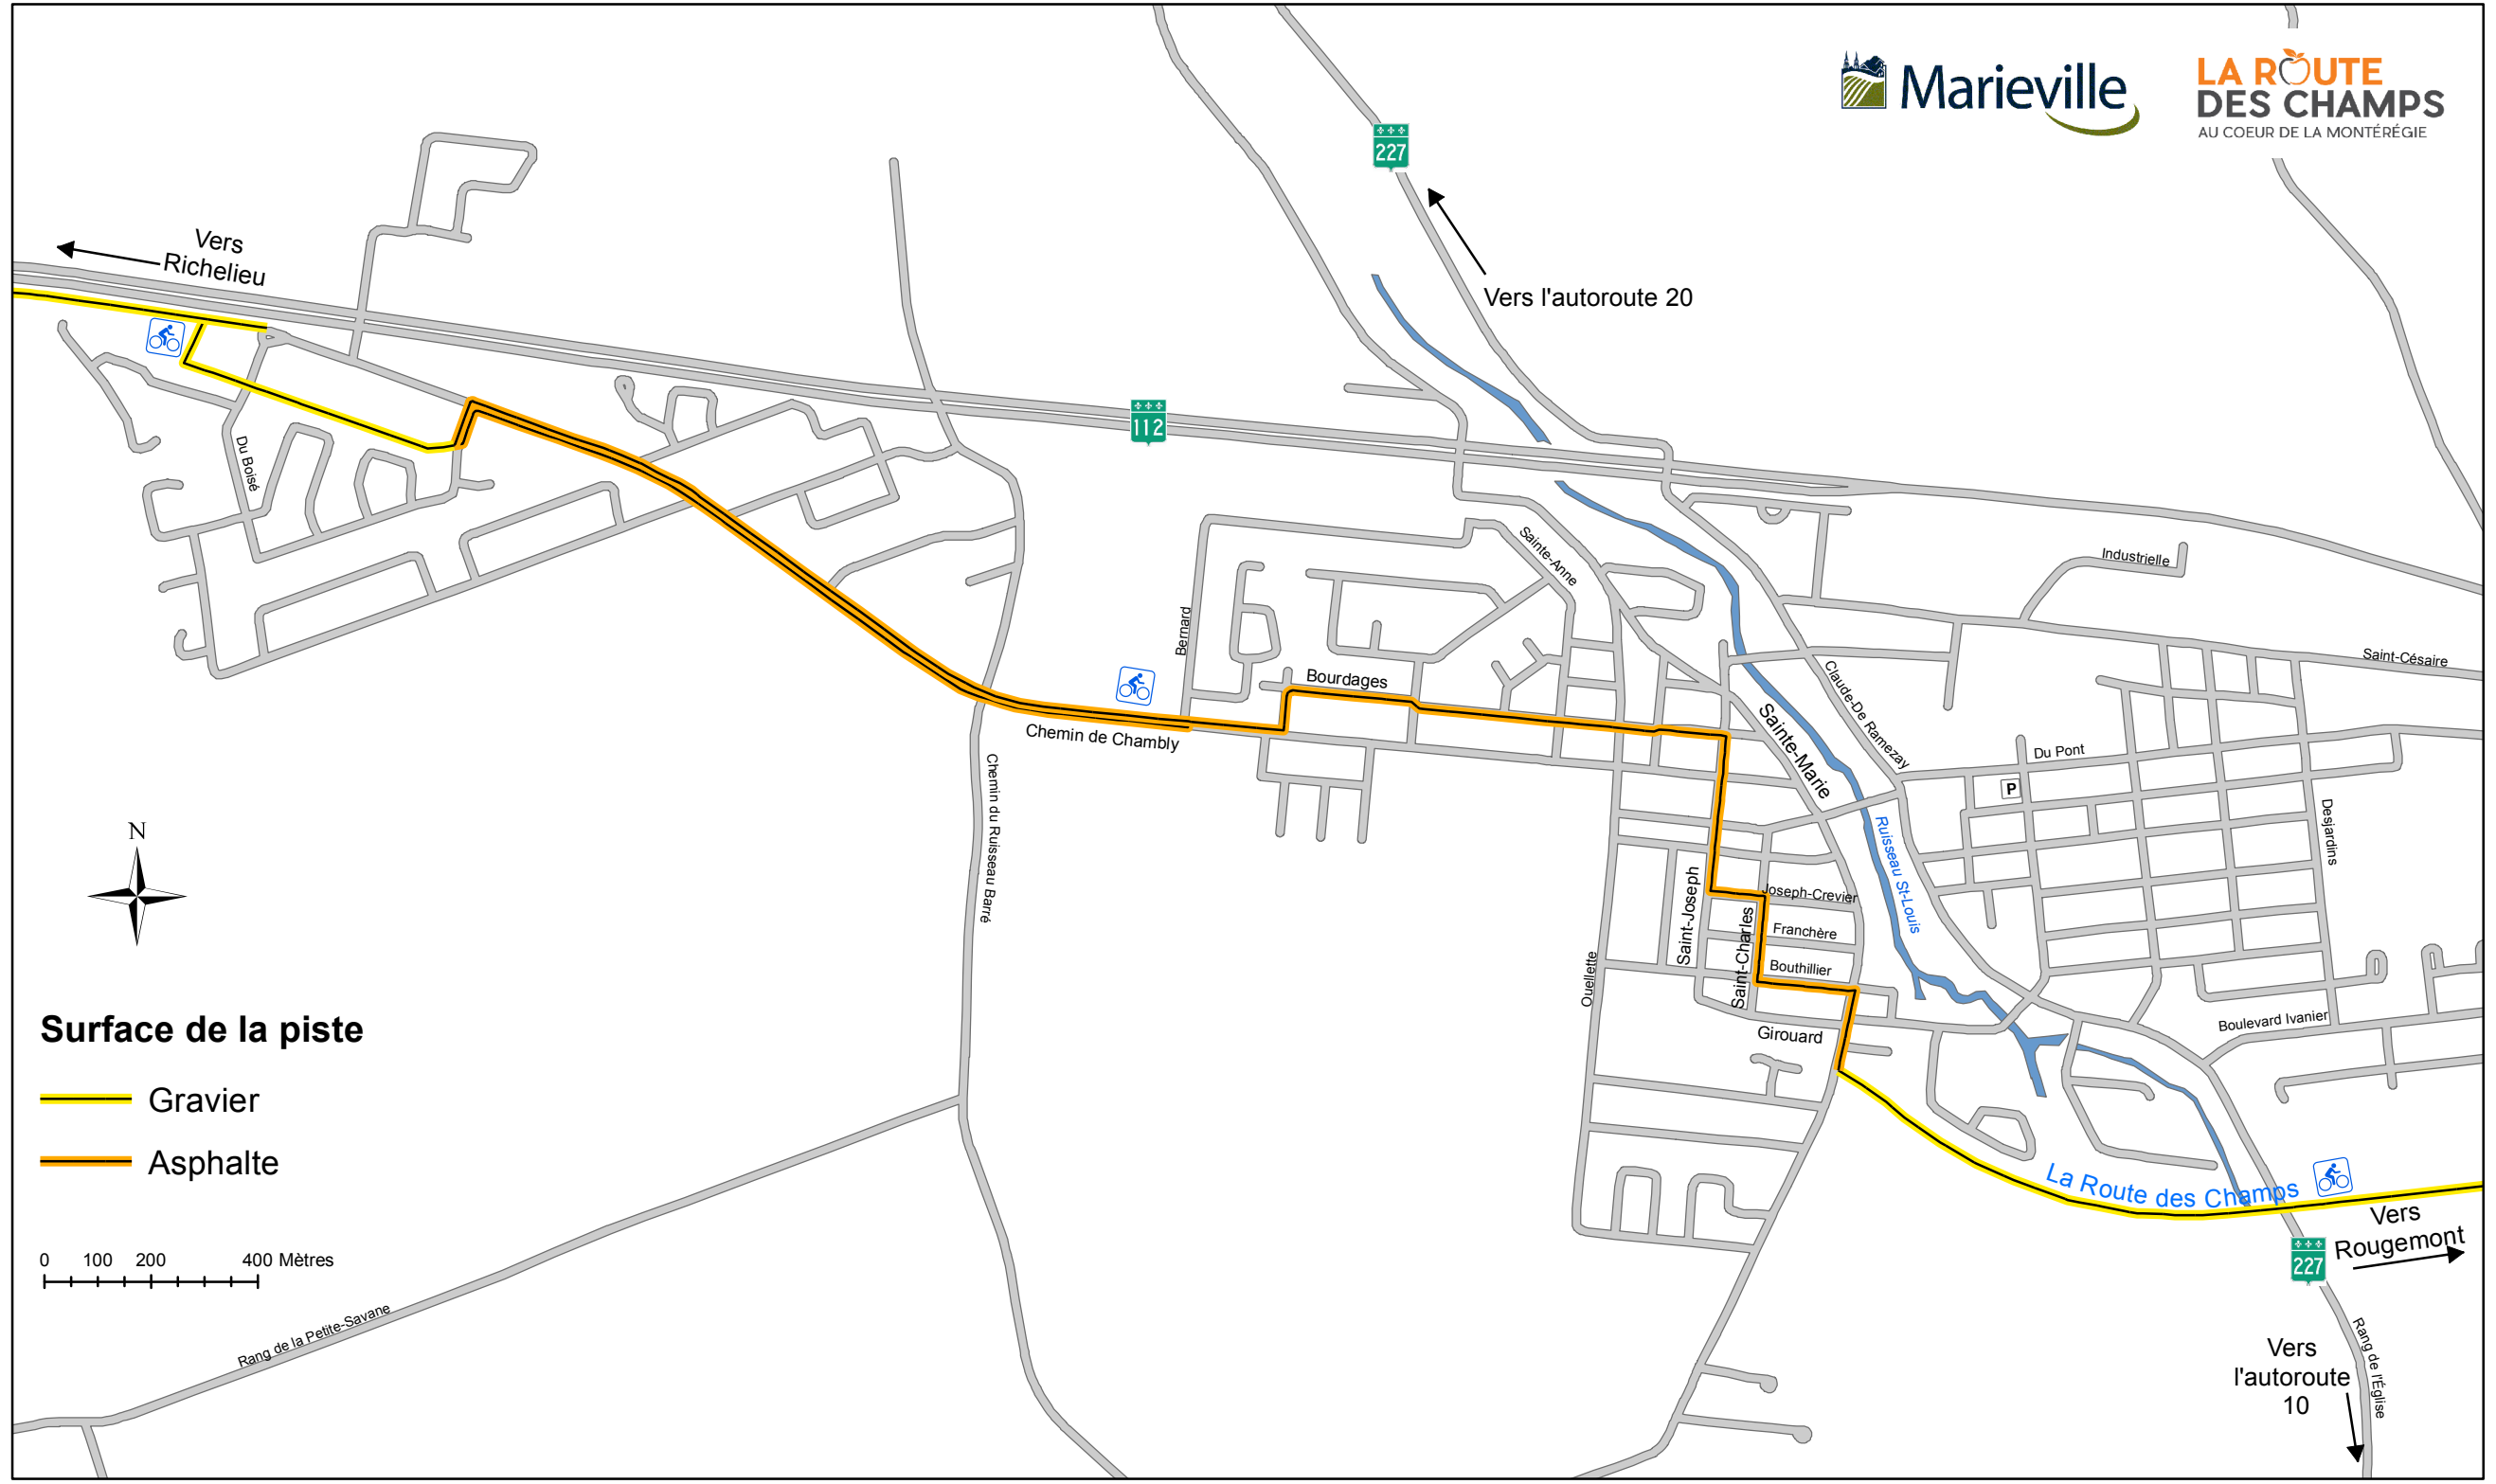 Marieville
LA ROUTE
DES CHAMPS
AU COEUR DE LA MONTÉRÉGIE
227
Vers
Richelieu
Vers l'autoroute 20
112
Du Boisé
Sainte-Anne
Industrielle
Bernard
Saint-Césaire
Bourdages
Claude-De Ramezay
Sainte-Marie
Chemin de Chambly
Du Pont
P
Chemin du Ruisseau Barré
Desjardins
Ruisseau St-Louis
N
Saint-Joseph
Joseph-Crevier
Saint-Charles
Franchère
Bouthillier
Ouellette
Surface de la piste
Boulevard Ivanier
Girouard
Gravier
Asphalte
La Route des Champs
Vers
Rougemont
227
0 100 200 400 Mètres
Rang de la Petite-Savane
Rang de l'Église
Vers
l'autoroute
10